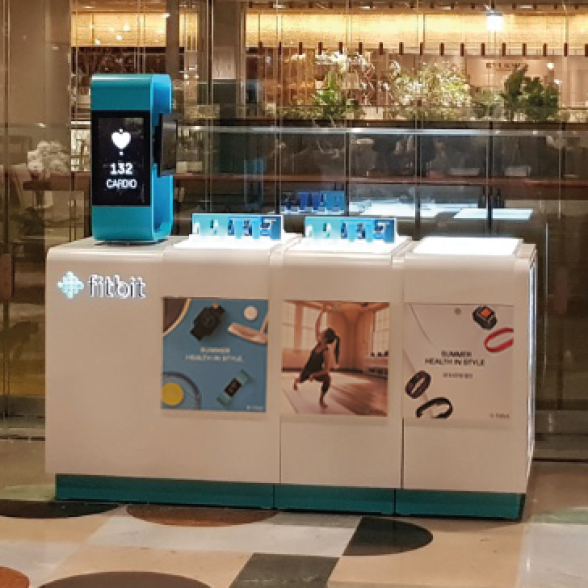 132
CARDIO
fitbit
SUMMER
HEALTH IN STYLE
SUMMER
HEALTH IN STYLE